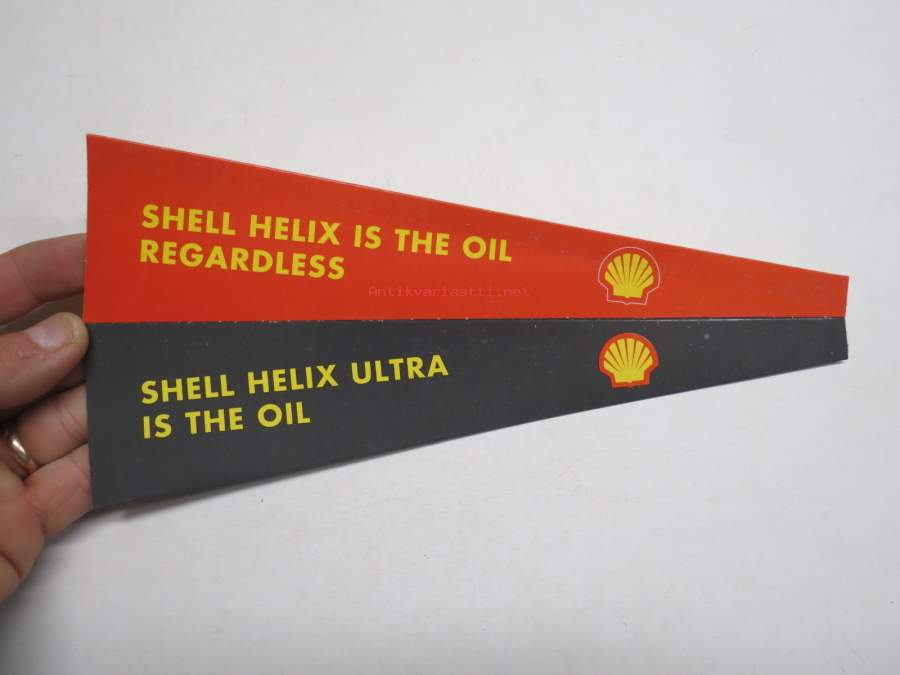 SHELL HELIX IS THE OIL
REGARDLESS
Antikvariaatti.net
SHELL HELIX ULTRA
IS THE OIL